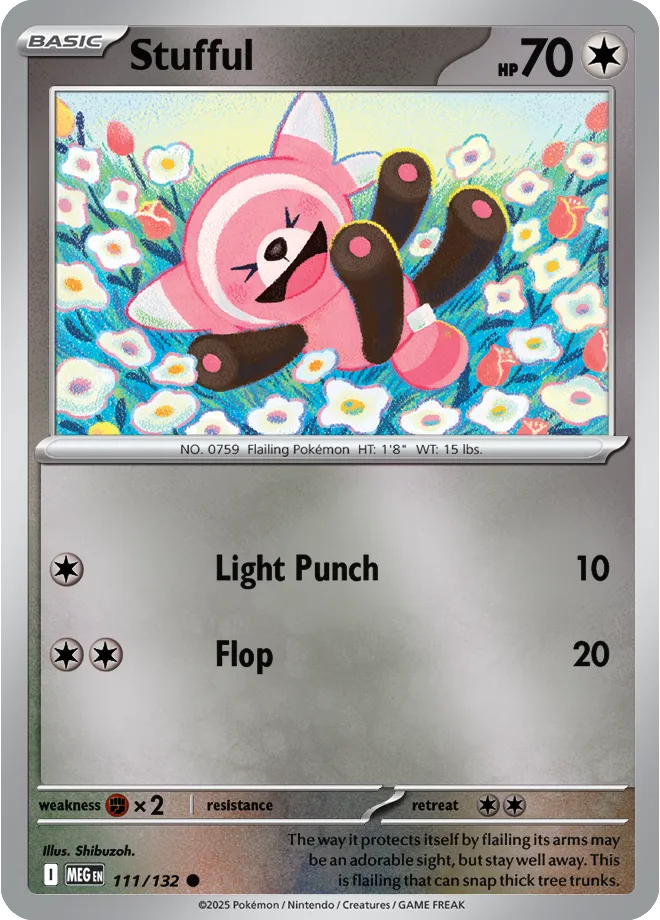 BASIC Stufful HP 70
NO. 0759 Flailing Pokémon HT: 1'8" WT: 15 lbs.
Light Punch 10
Flop 20
weakness ×2 resistance retreat
Illus. Shibuzoh.
I MEG EN 111/132
The way it protects itself by flailing its arms may
be an adorable sight, but stay well away. This
is flailing that can snap thick tree trunks.
©2025 Pokémon / Nintendo / Creatures / GAME FREAK